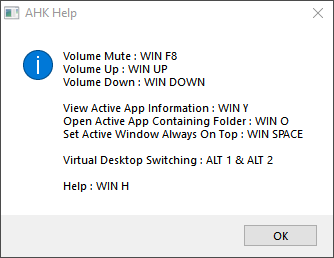 AHK Help
Volume Mute : WIN F8
Volume Up : WIN UP
Volume Down : WIN DOWN
View Active App Information : WIN Y
Open Active App Containing Folder : WIN O
Set Active Window Always On Top : WIN SPACE
Virtual Desktop Switching : ALT 1 & ALT 2
Help : WIN H
OK